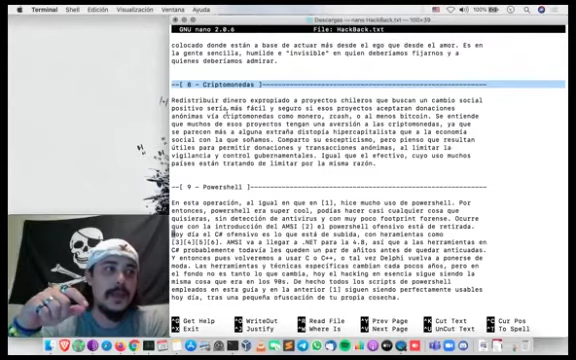 Terminal Shell Edición Visualización Ventana Ayuda 100%
Descargas — nano HackBack.txt — 100×39
GNU nano 2.0.6 File: HackBack.txt
colocado donde están a base de actuar más desde el ego que desde el amor. Es en
la gente sencilla, humilde e "invisible" en quien deberíamos fijarnos y a
quienes deberíamos admirar.
--[ 8 - Criptomonedas ]--
Redistribuir dinero expropiado a proyectos chileros que buscan un cambio social
positivo sería más fácil y seguro si esos proyectos aceptaran donaciones
anónimas vía criptomonedas como monero, zcash, o al menos bitcoin. Se entiende
que muchos de esos proyectos tengan una aversión a las criptomonedas, ya que
se parecen más a alguna extraña distopía hipercapitalista que a la economía
social con la que soñamos. Comparto su escepticismo, pero pienso que resultan
útiles para permitir donaciones y transacciones anónimas, al limitar la
vigilancia y control gubernamentales. Igual que el efectivo, cuyo uso muchos
países están tratando de limitar por la misma razón.
--[ 9 - Powershell ]--
En esta operación, al igual que en [1], hice mucho uso de powershell. Por
entonces, powershell era super cool, podías hacer casi cualquier cosa que
quisieras, sin detección de antivirus y con muy poco footprint forense. Ocurre
que con la introducción del AMSI [2] el powershell ofensivo está de retirada.
Hoy día el C# ofensivo es lo que está de subida, con herramientas como
[3][4][5][6]. AMSI va a llegar a .NET para la 4.8, así que a las herramientas en
C# probablemente todavía les queden un par de añitos antes de quedar anticuadas.
Y entonces pues volveremos a usar C o C++, o tal vez Delphi vuelva a ponerse de
moda. Las herramientas y técnicas específicas cambian cada pocos años, pero en
el fondo no es tanto lo que cambia, hoy el hacking en esencia sigue siendo la
misma cosa que era en los 90s. De hecho todos los scripts de powershell
empleados en esta guía y en la anterior [1] siguen siendo perfectamente usables
hoy día, tras una pequeña ofuscación de tu propia cosecha.
^G Get Help ^O WriteOut ^R Read File ^Y Prev Page ^K Cut Text ^C Cur Pos
^X Exit ^J Justify ^W Where Is ^V Next Page ^U UnCut Text ^T To Spell